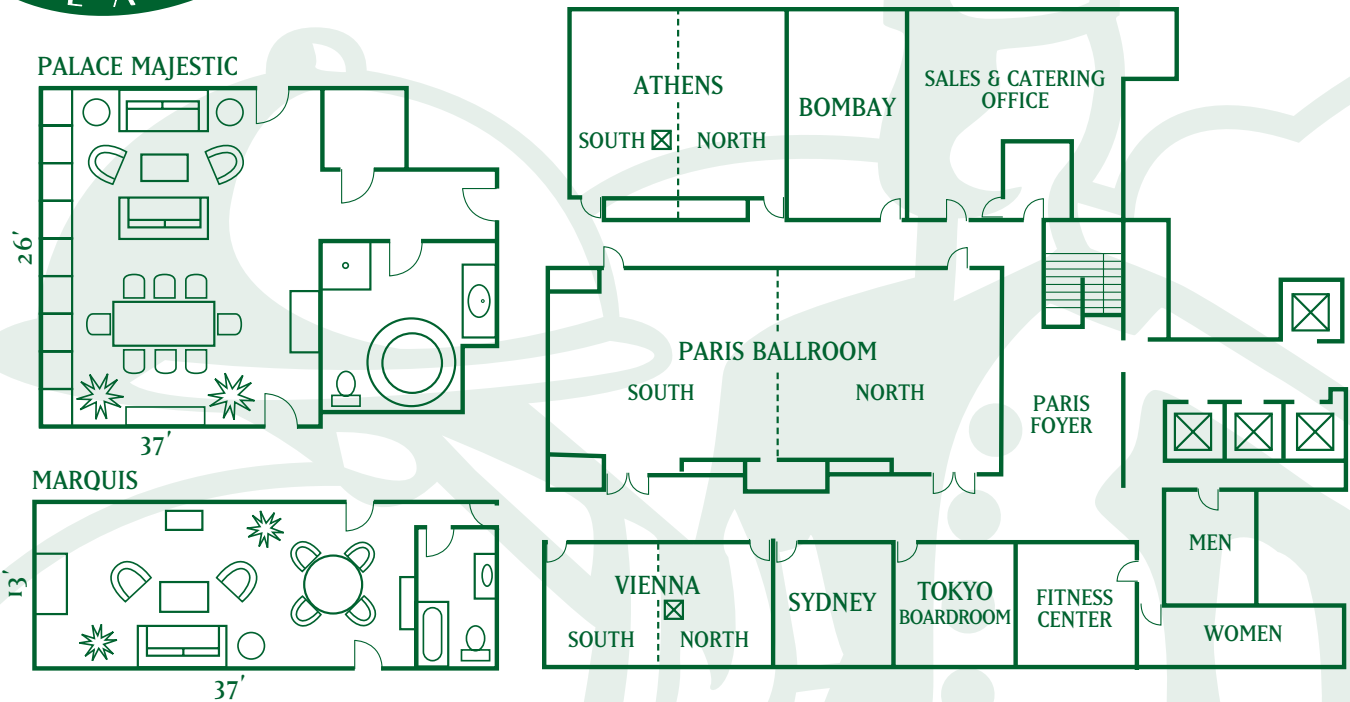 L A
PALACE MAJESTIC
26'
37'
MARQUIS
13'
37'
ATHENS
SOUTH NORTH
BOMBAY
SALES & CATERING
OFFICE
PARIS BALLROOM
SOUTH NORTH
PARIS
FOYER
VIENNA
SOUTH NORTH
SYDNEY
TOKYO
BOARDROOM
FITNESS
CENTER
MEN
WOMEN